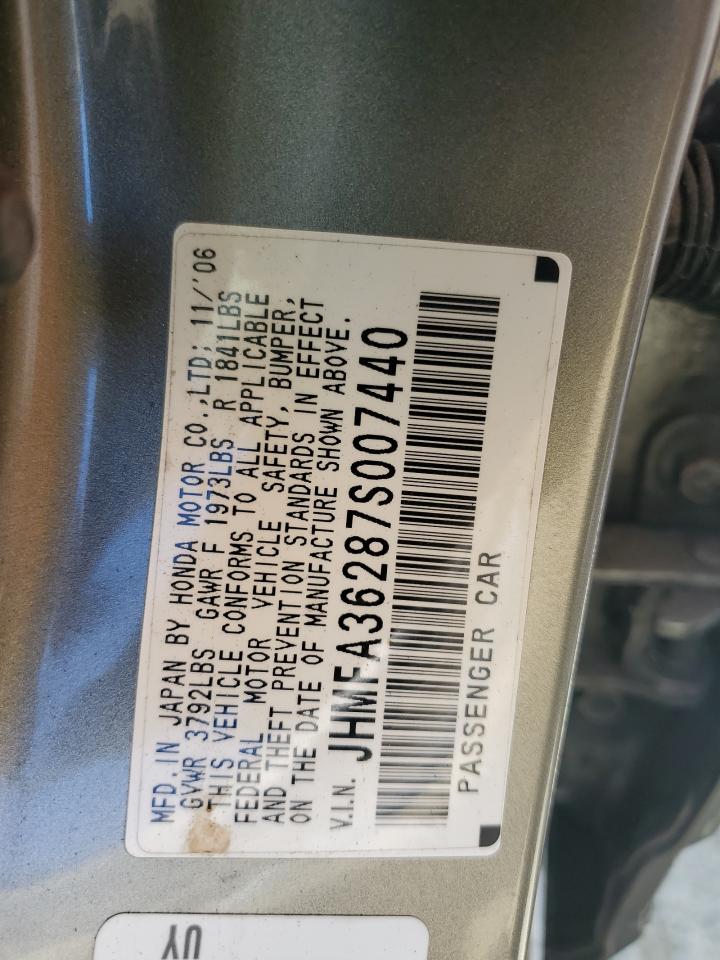 MFD.IN JAPAN BY HONDA MOTOR CO.,LTD; 11/'06
GVWR 3792LBS GAWR F 1973LBS R 1841LBS
THIS VEHICLE CONFORMS TO ALL APPLICABLE
FEDERAL MOTOR VEHICLE SAFETY, BUMPER,
AND THEFT PREVENTION STANDARDS IN EFFECT
ON THE DATE OF MANUFACTURE SHOWN ABOVE.
V.I.N. JHMFA36287S007440
PASSENGER CAR
UY